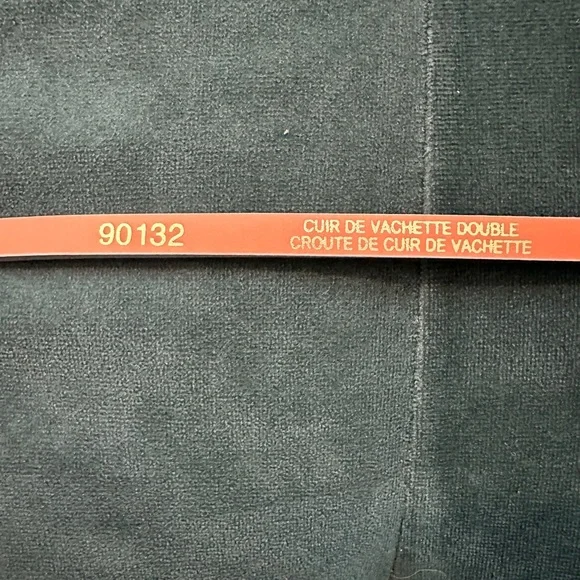 90132
CUIR DE VACHETTE DOUBLE
CROUTE DE CUIR DE VACHETTE